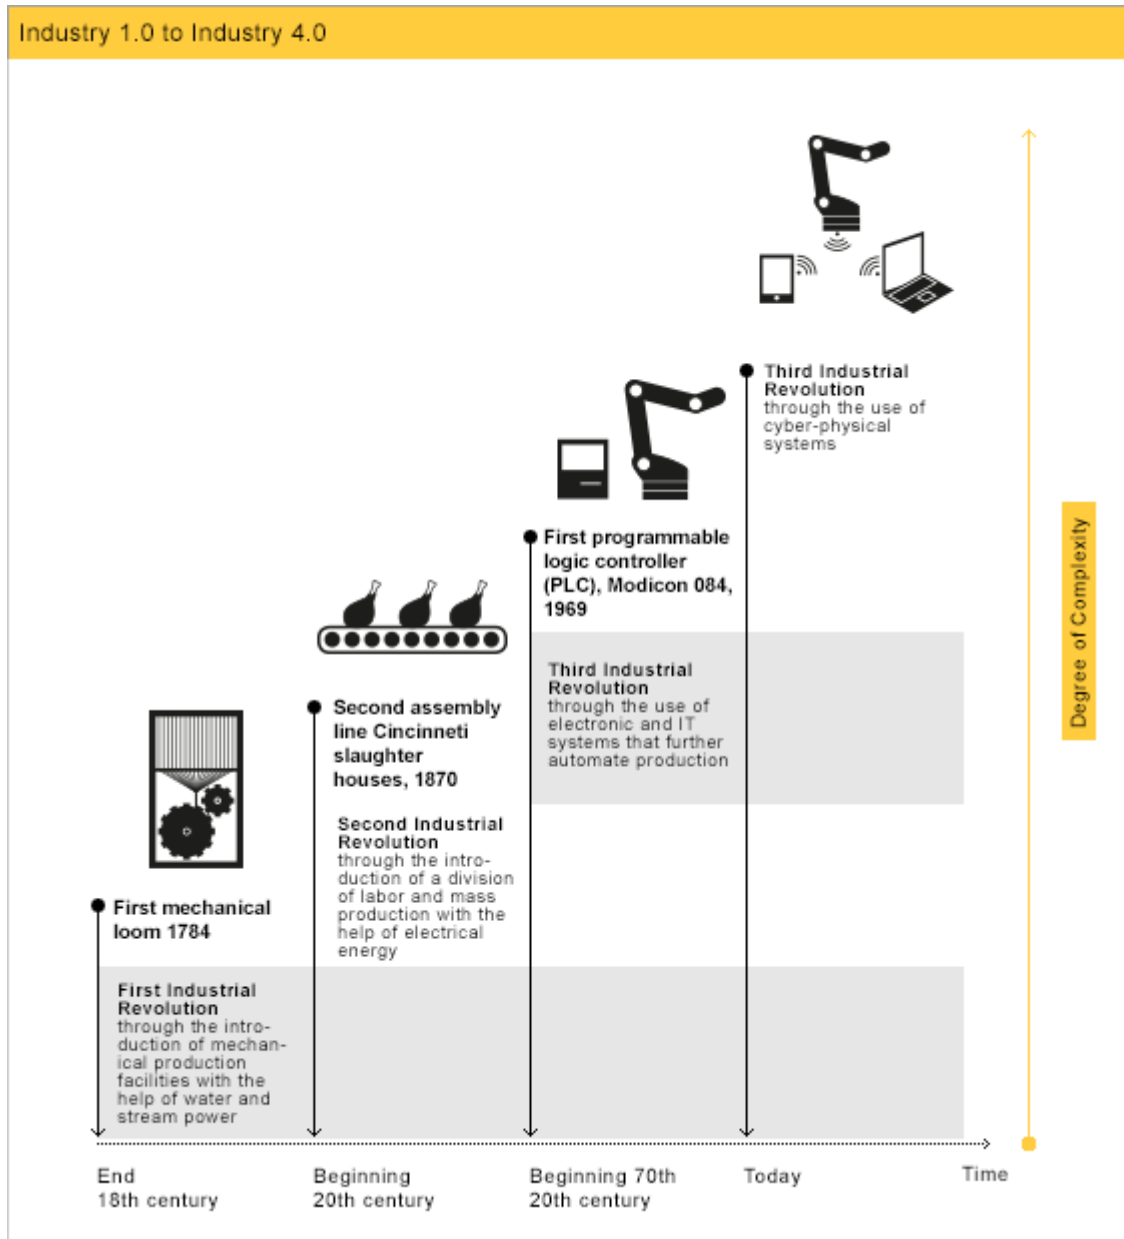 Industry 1.0 to Industry 4.0
Third Industrial
Revolution
through the use of
cyber-physical
systems
First programmable
logic controller
(PLC), Modicon 084,
1969
Third Industrial
Revolution
through the use of
electronic and IT
systems that further
automate production
Second assembly
line Cincinneti
slaughter
houses, 1870
Second Industrial
Revolution
through the intro-
duction of a division
of labor and mass
production with the
help of electrical
energy
First mechanical
loom 1784
First Industrial
Revolution
through the intro-
duction of mechan-
ical production
facilities with the
help of water and
stream power
Degree of Complexity
End
18th century
Beginning
20th century
Beginning 70th
20th century
Today
Time